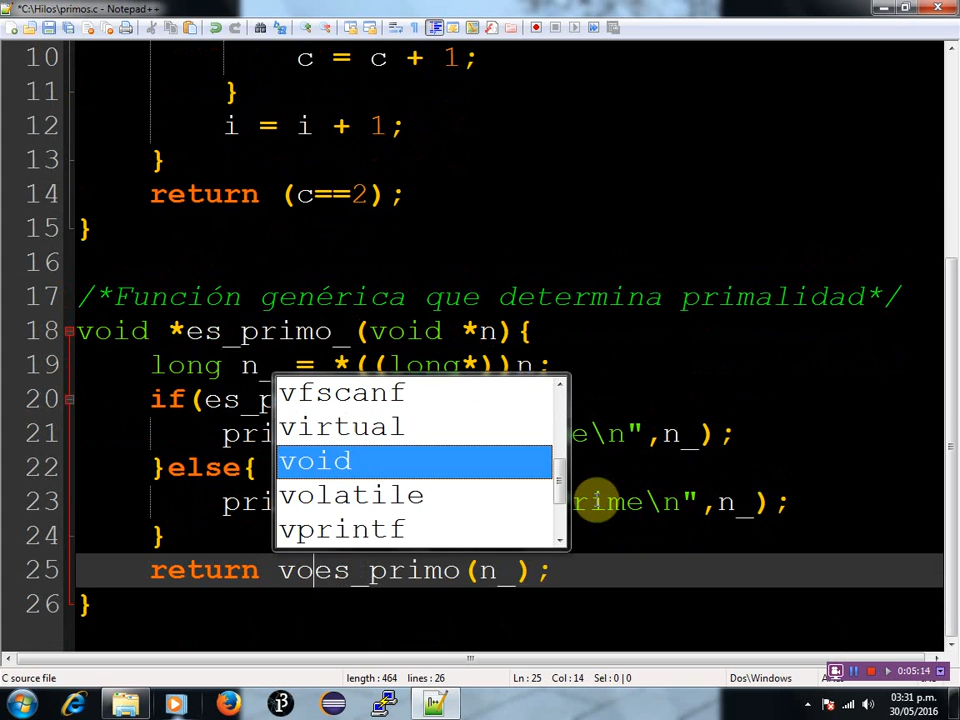 *C:\Hilos\primos.c - Notepad++
10 c = c + 1;
11 }
12 i = i + 1;
13 }
14 return (c==2);
15 }
16
17 /*Función genérica que determina primalidad*/
18 void *es_primo_(void *n){
19 long n_ = *((long*))n;
20 if(es_p
21 pri e\n",n_);
22 }else{
23 pri rime\n",n_);
24 }
25 return voes_primo(n_);
26 }
vfscanf
virtual
void
volatile
vprintf
C source file length : 464 lines : 26 Ln : 25 Col : 14 Sel : 0 | 0 Dos\Windows
0:05:14
03:31 p.m.
30/05/2016